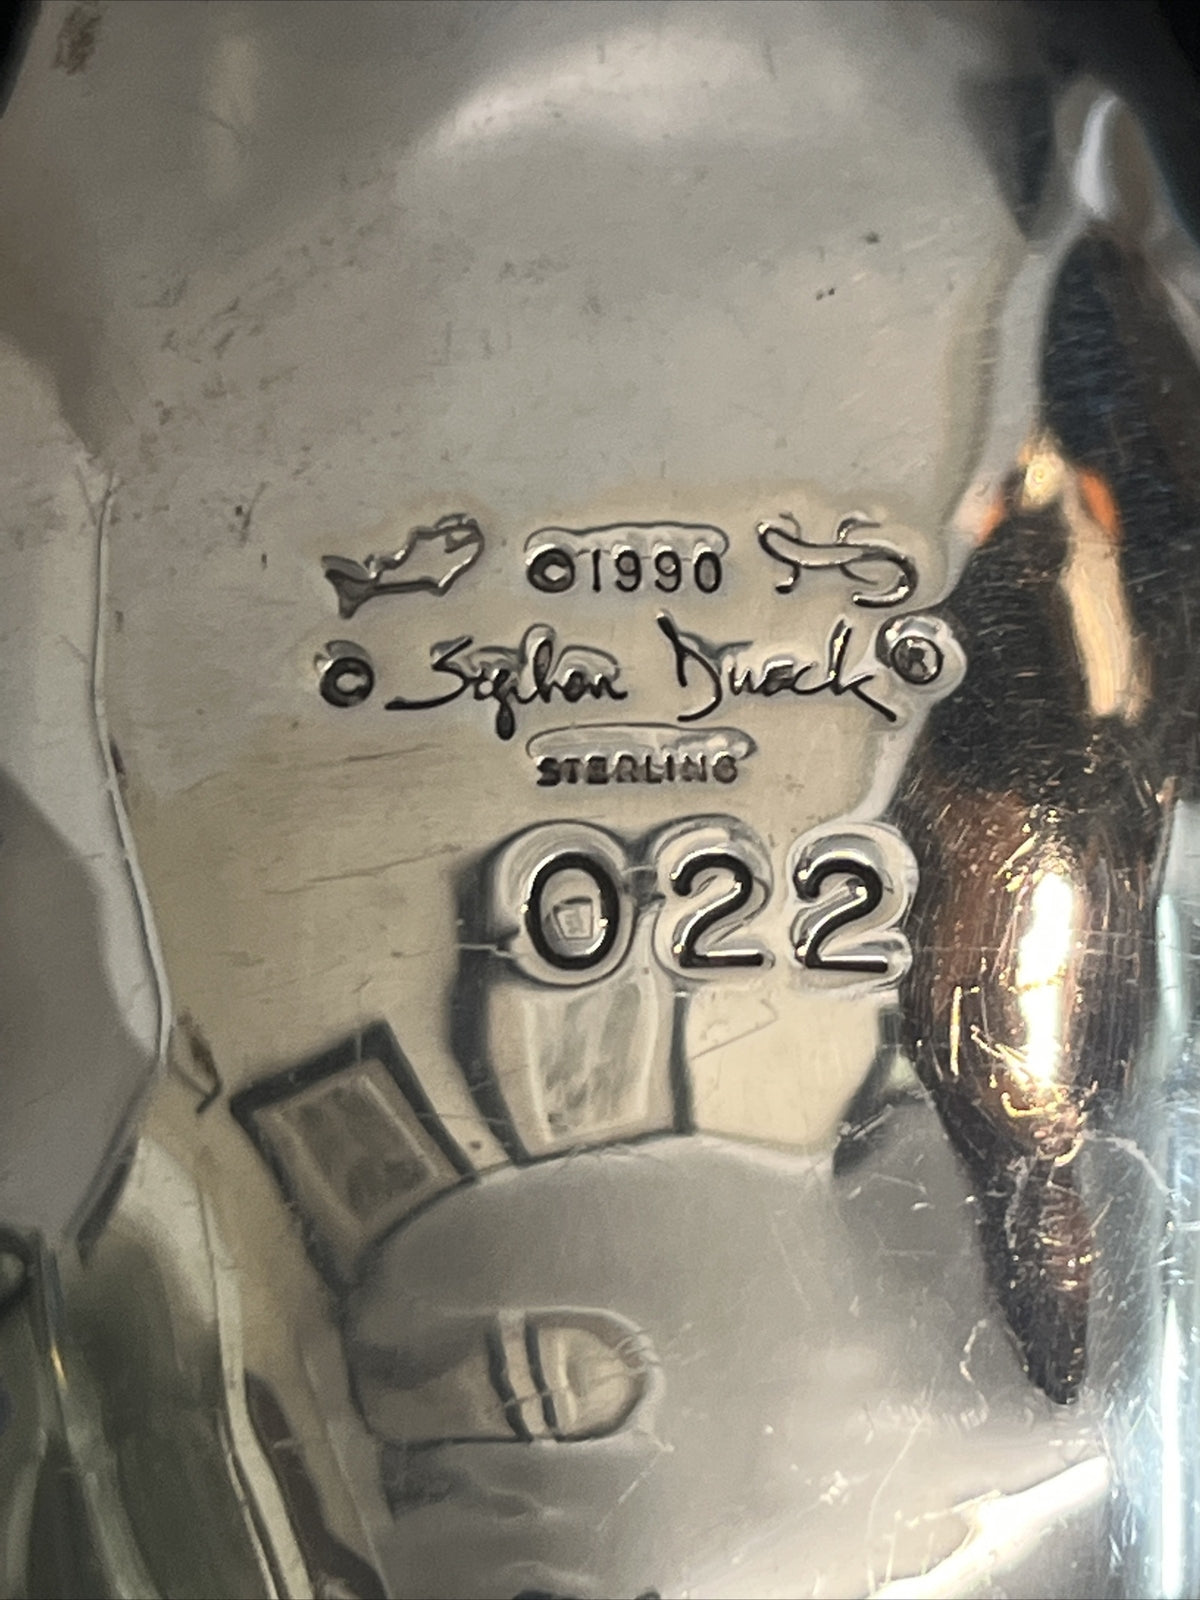 ©1990
© Stephen Dweck ®
STERLING
022